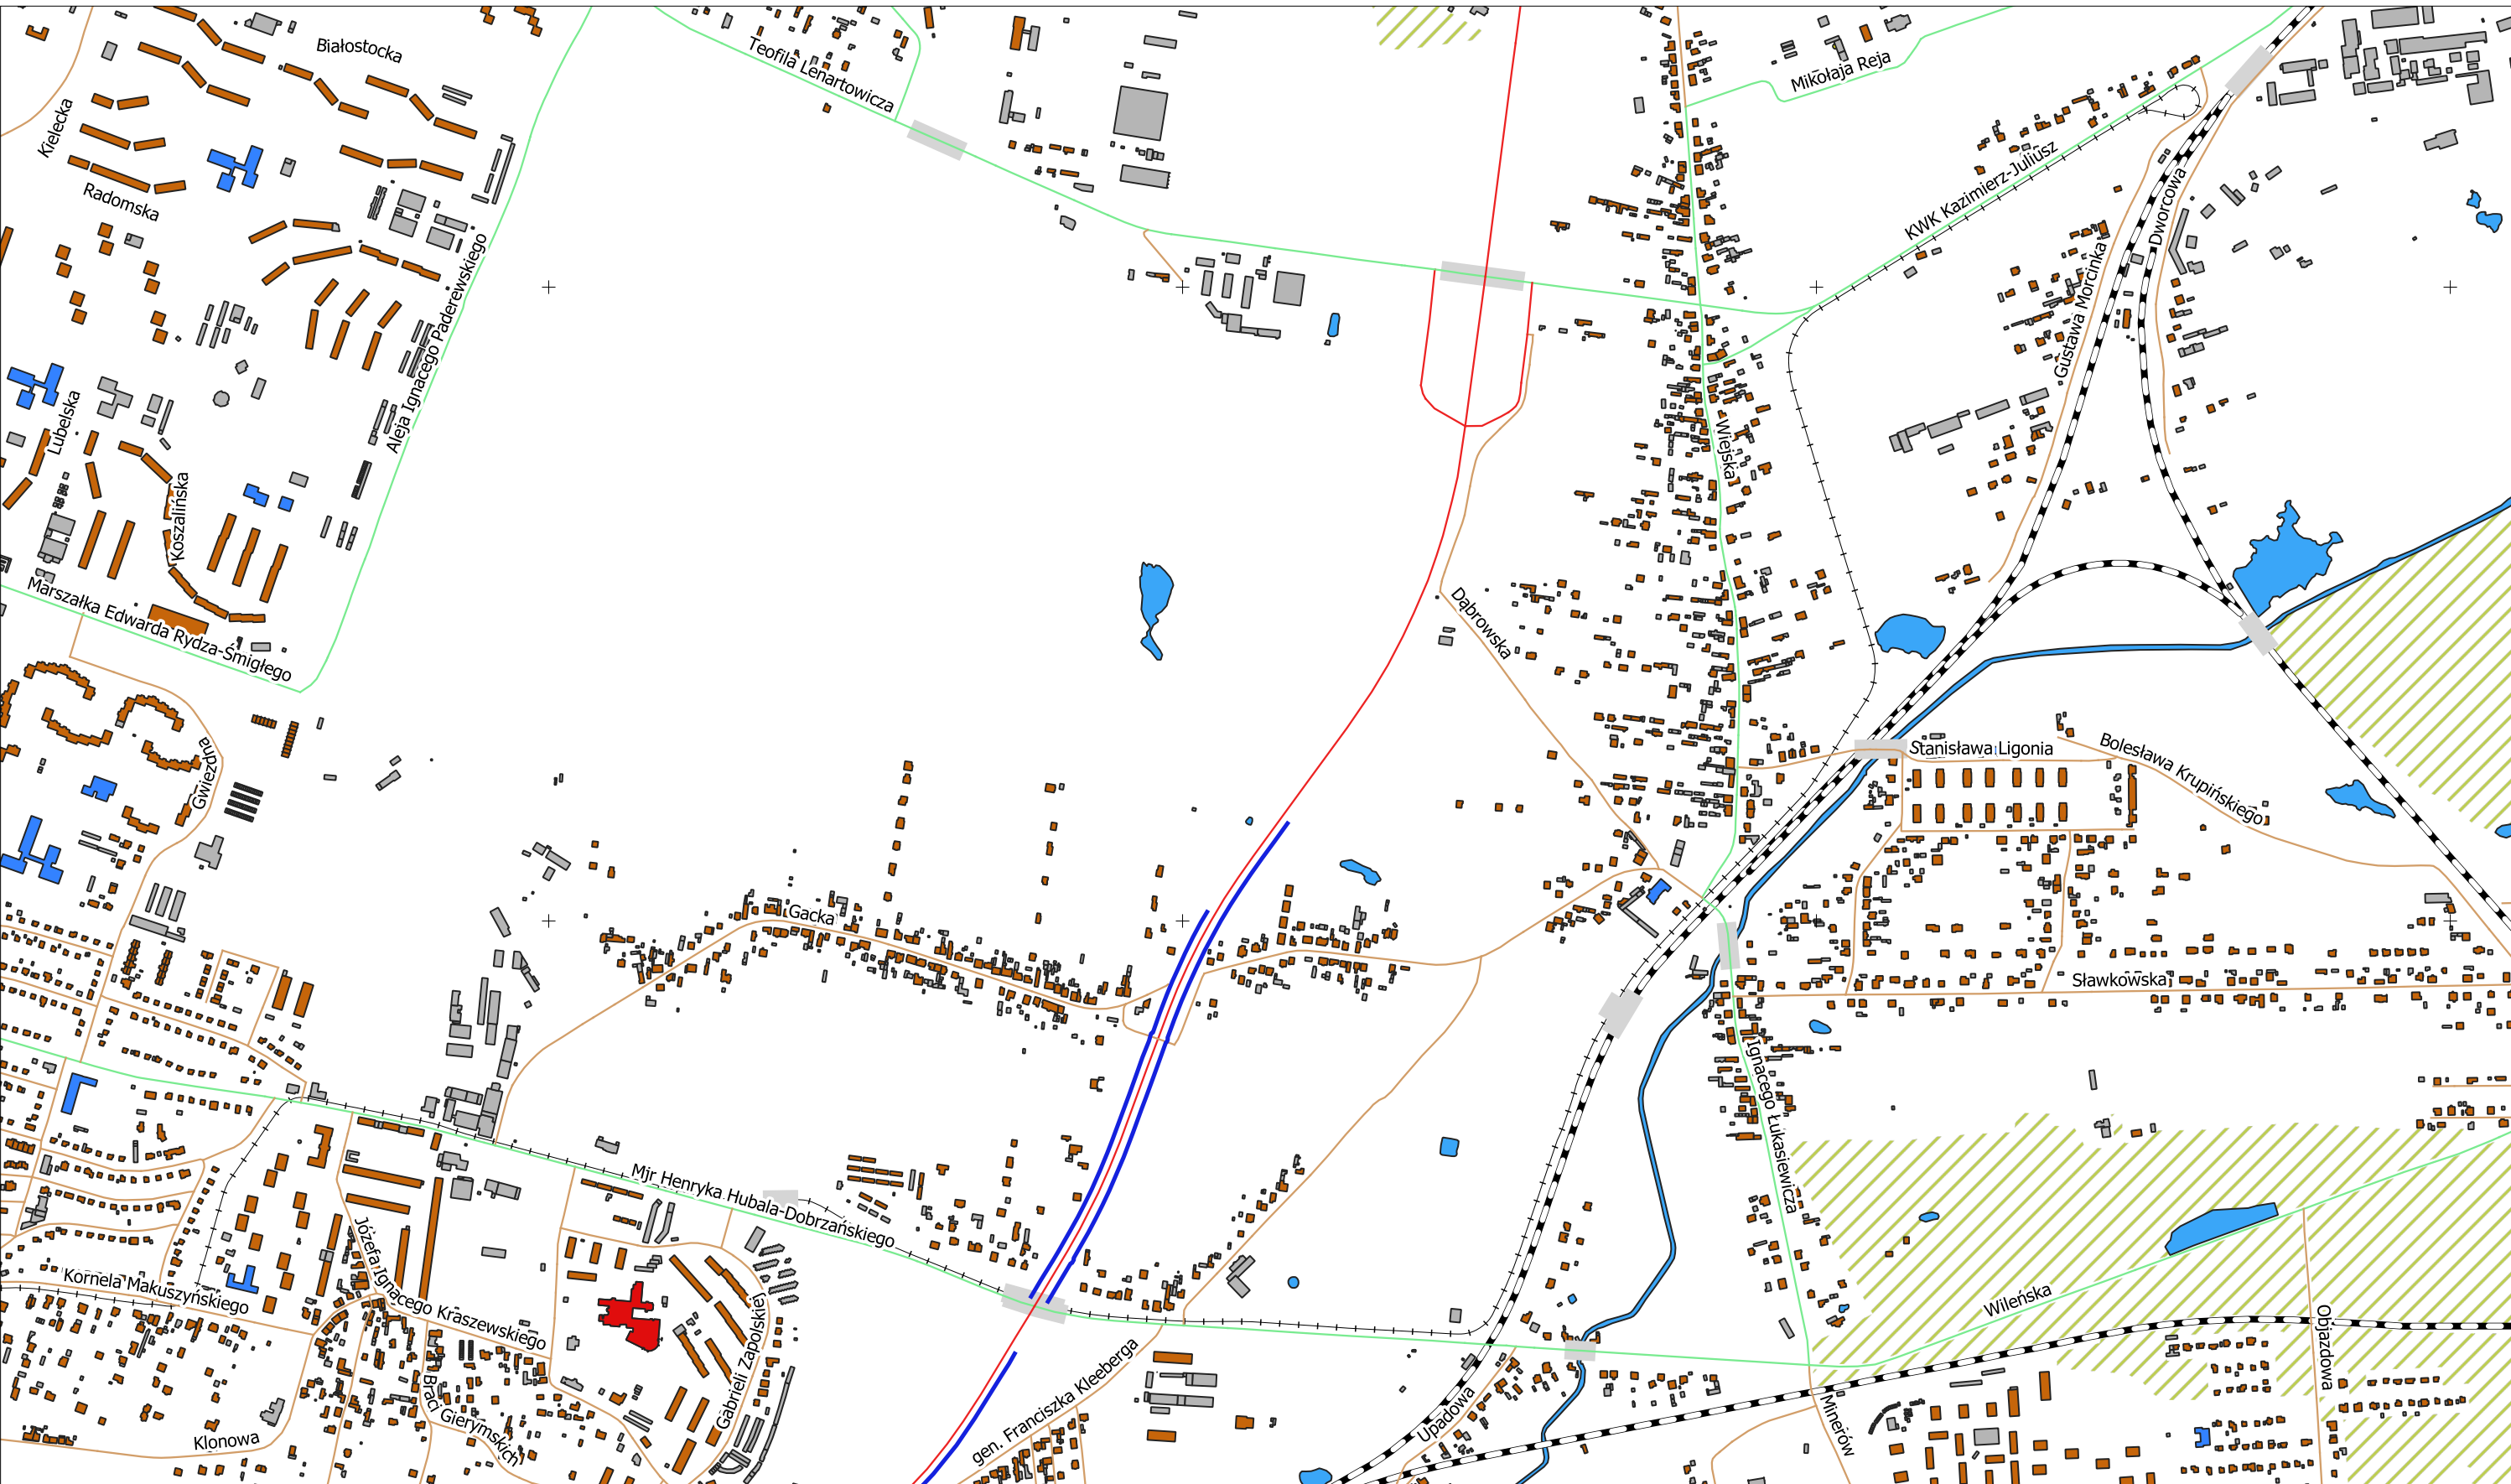 Białostocka
Teofila Lenartowicza
Mikołaja Reja
Kielecka
Radomska
KWK Kazimierz-Juliusz
Dworcowa
Gustawa Morcinka
Aleja Ignacego Paderewskiego
Lubelska
Wiejska
Koszalińska
Marszałka Edwarda Rydza-Śmigłego
Dąbrowska
Gwiezdna
Stanisława Ligonia
Bolesława Krupińskiego
Gacka
Sławkowska
Ignacego Łukasiewicza
Mjr Henryka Hubala-Dobrzańskiego
Józefa Ignacego Kraszewskiego
Kornela Makuszyńskiego
Wileńska
Objazdowa
Gabrieli Zapolskiej
gen. Franciszka Kleeberga
Braci Gierymskich
Klonowa
Upadowa
Minerów